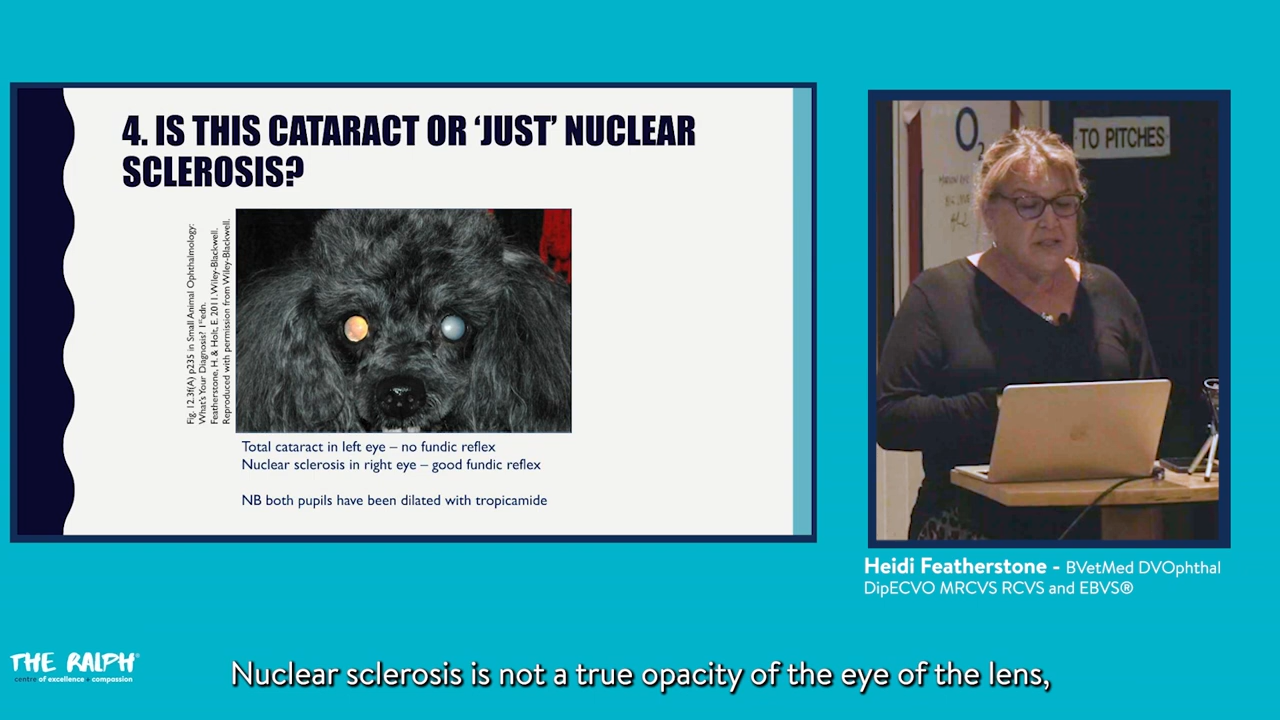 4. IS THIS CATARACT OR ‘JUST’ NUCLEAR
SCLEROSIS?
Fig. 12.3f(A) p235 in Small Animal Ophthalmology:
What's Your Diagnosis? 1st edn.
Featherstone, H. & Holt, E. 2011. Wiley-Blackwell.
Reproduced with permission from Wiley-Blackwell.
Total cataract in left eye – no fundic reflex
Nuclear sclerosis in right eye – good fundic reflex
NB both pupils have been dilated with tropicamide
O2
TO PITCHES
Heidi Featherstone - BVetMed DVOphthal
DipECVO MRCVS RCVS and EBVS®
THE RALPH®
centre of excellence + compassion
Nuclear sclerosis is not a true opacity of the eye of the lens,